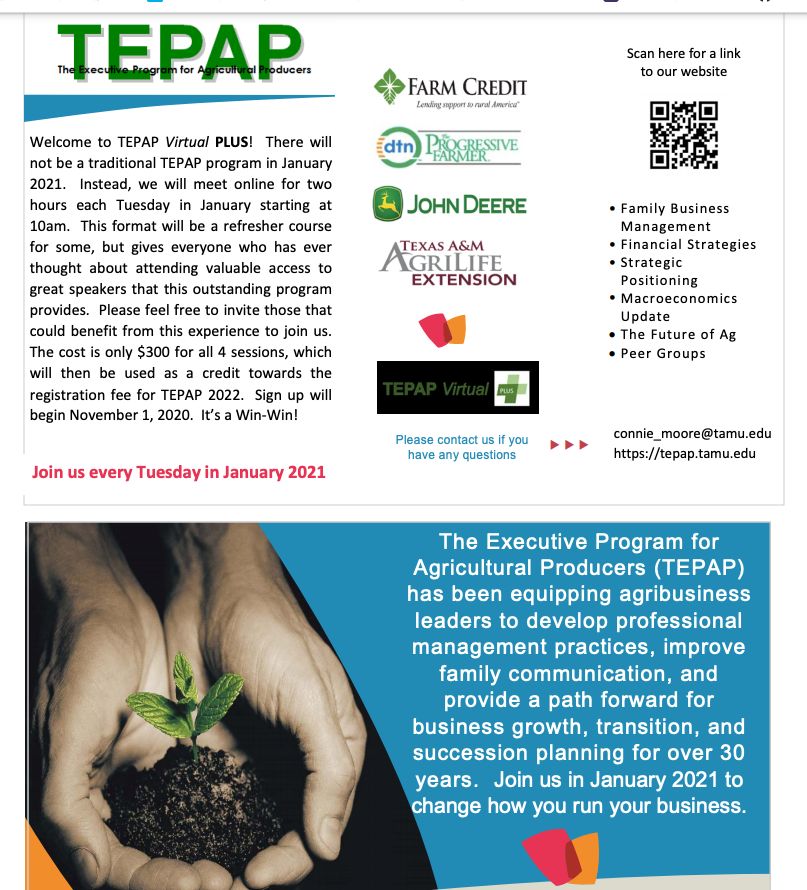 TEPAP
The Executive Program for Agricultural Producers
Welcome to TEPAP Virtual PLUS! There will
not be a traditional TEPAP program in January
2021. Instead, we will meet online for two
hours each Tuesday in January starting at
10am. This format will be a refresher course
for some, but gives everyone who has ever
thought about attending valuable access to
great speakers that this outstanding program
provides. Please feel free to invite those that
could benefit from this experience to join us.
The cost is only $300 for all 4 sessions, which
will then be used as a credit towards the
registration fee for TEPAP 2022. Sign up will
begin November 1, 2020. It’s a Win-Win!
Join us every Tuesday in January 2021
FARM CREDIT
Lending support to rural America®
dtn The PROGRESSIVE
FARMER
JOHN DEERE
TEXAS A&M
AGRILIFE
EXTENSION
TEPAP Virtual PLUS
Please contact us if you
have any questions
Scan here for a link
to our website
• Family Business
Management
• Financial Strategies
• Strategic
Positioning
• Macroeconomics
Update
• The Future of Ag
• Peer Groups
connie_moore@tamu.edu
https://tepap.tamu.edu
The Executive Program for
Agricultural Producers (TEPAP)
has been equipping agribusiness
leaders to develop professional
management practices, improve
family communication, and
provide a path forward for
business growth, transition, and
succession planning for over 30
years. Join us in January 2021 to
change how you run your business.